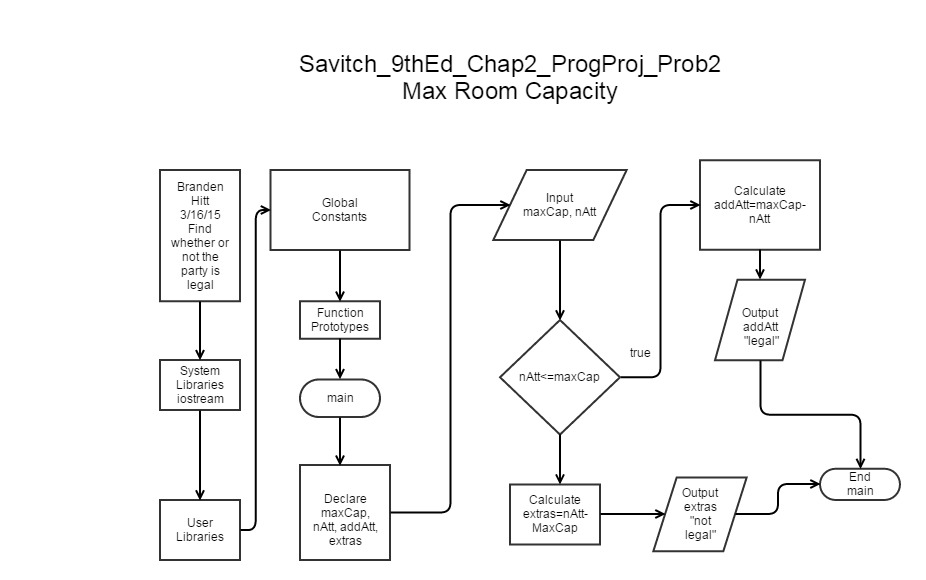 Savitch_9thEd_Chap2_ProgProj_Prob2
Max Room Capacity
Branden
Hitt
3/16/15
Find
whether or
not the
party is
legal
System
Libraries
iostream
User
Libraries
Global
Constants
Function
Prototypes
main
Declare
maxCap,
nAtt, addAtt,
extras
Input
maxCap, nAtt
nAtt<=maxCap
true
Calculate
addAtt=maxCap-
nAtt
Output
addAtt
"legal"
Calculate
extras=nAtt-
MaxCap
Output
extras
"not
legal"
End
main